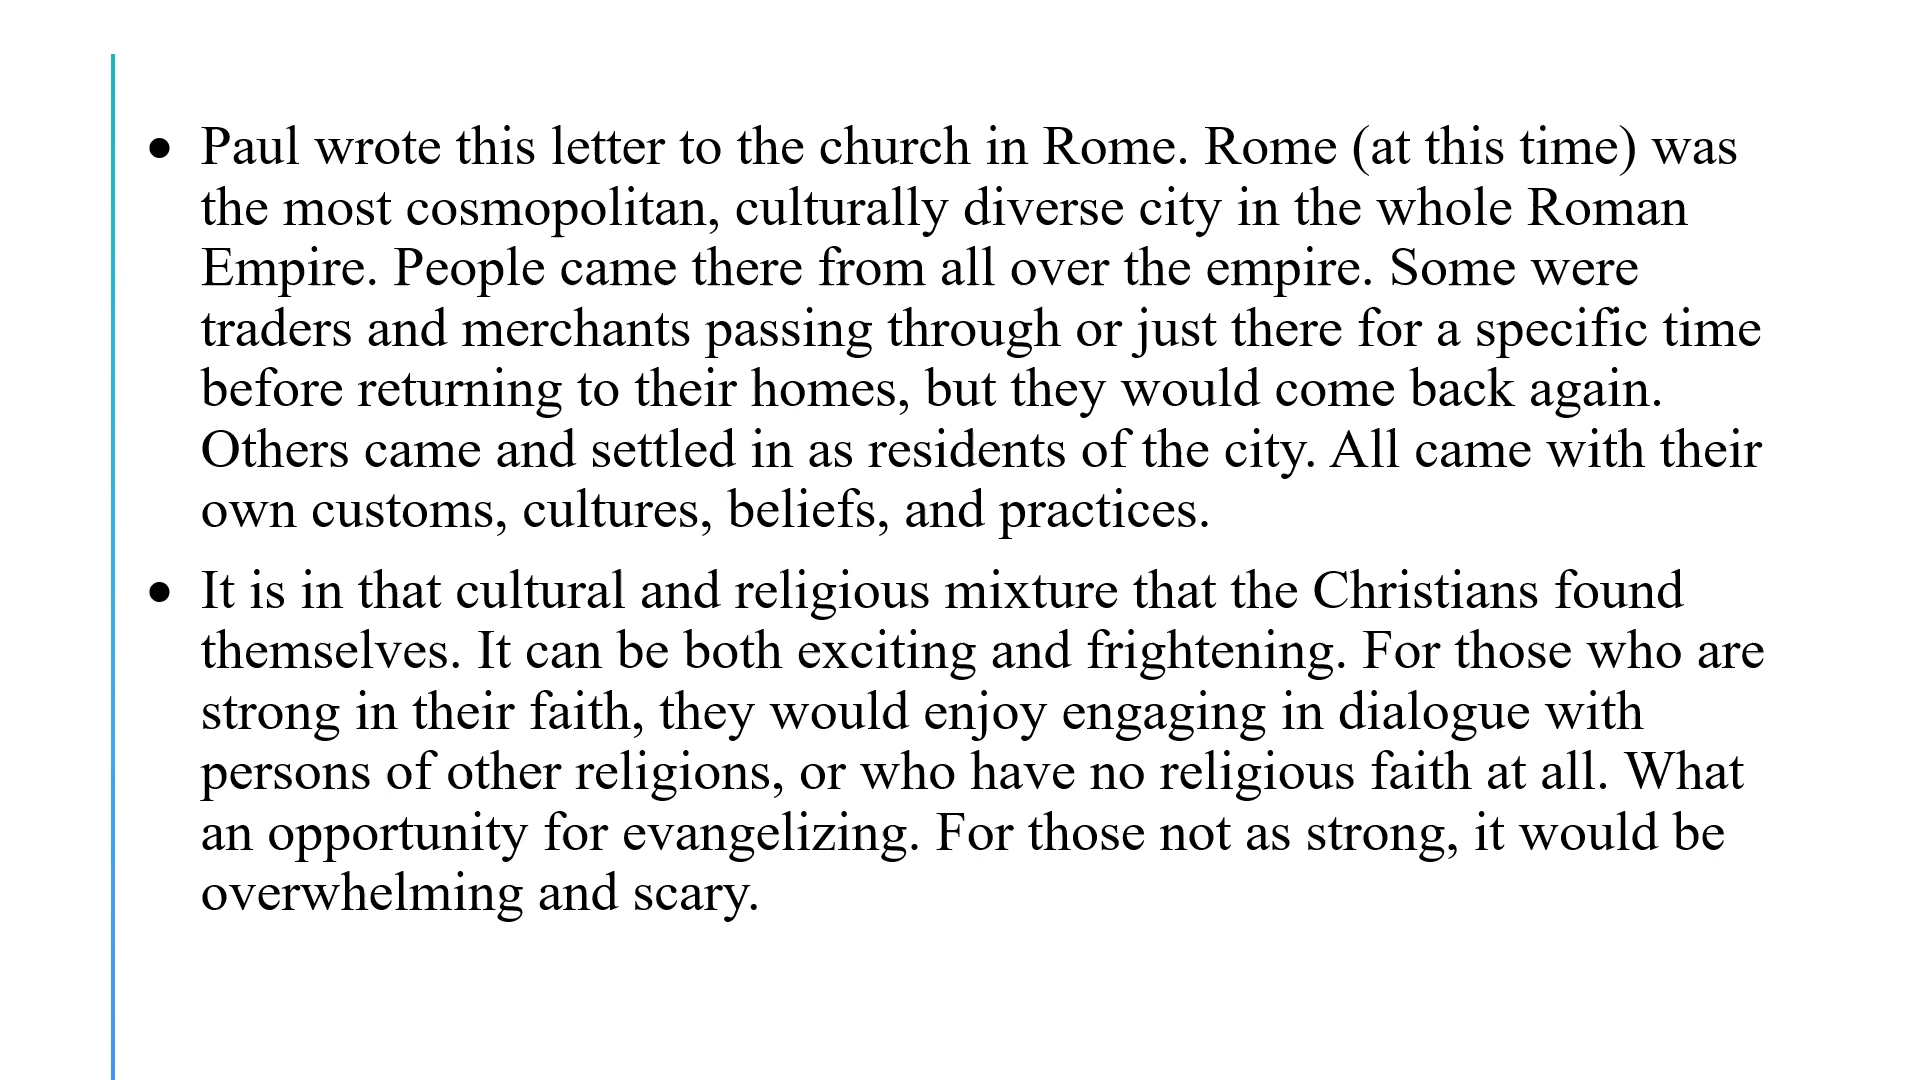 • Paul wrote this letter to the church in Rome. Rome (at this time) was
the most cosmopolitan, culturally diverse city in the whole Roman
Empire. People came there from all over the empire. Some were
traders and merchants passing through or just there for a specific time
before returning to their homes, but they would come back again.
Others came and settled in as residents of the city. All came with their
own customs, cultures, beliefs, and practices.
• It is in that cultural and religious mixture that the Christians found
themselves. It can be both exciting and frightening. For those who are
strong in their faith, they would enjoy engaging in dialogue with
persons of other religions, or who have no religious faith at all. What
an opportunity for evangelizing. For those not as strong, it would be
overwhelming and scary.